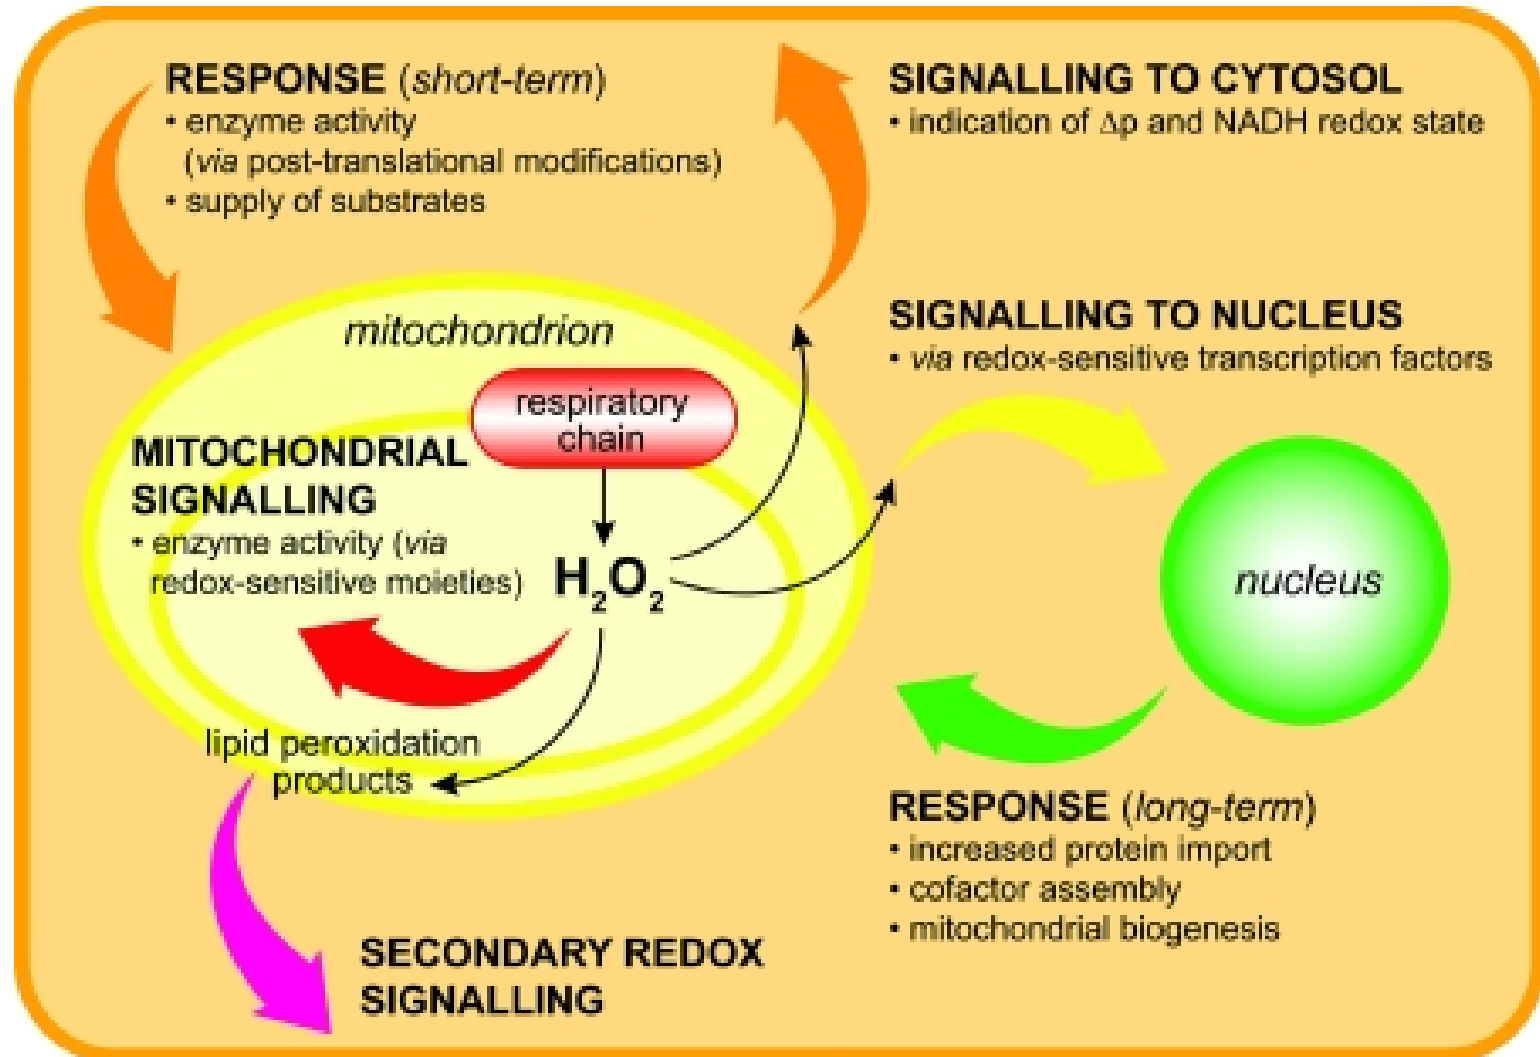 RESPONSE (short-term)
• enzyme activity
(via post-translational modifications)
• supply of substrates
SIGNALLING TO CYTOSOL
• indication of Δp and NADH redox state
SIGNALLING TO NUCLEUS
• via redox-sensitive transcription factors
mitochondrion
respiratory
chain
MITOCHONDRIAL
SIGNALLING
• enzyme activity (via
redox-sensitive moieties)
H₂O₂
nucleus
lipid peroxidation
products
RESPONSE (long-term)
• increased protein import
• cofactor assembly
• mitochondrial biogenesis
SECONDARY REDOX
SIGNALLING